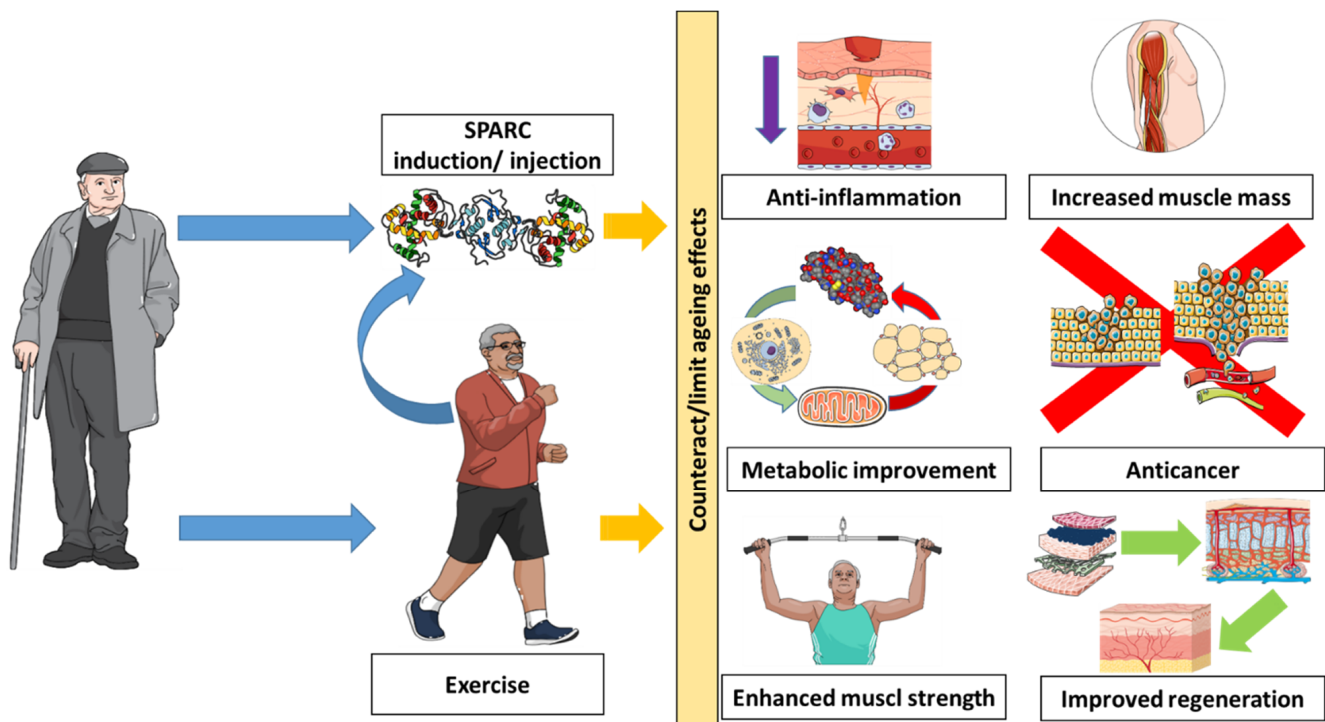 SPARC
induction/ injection
Exercise
Counteract/limit ageing effects
Anti-inflammation
Increased muscle mass
Metabolic improvement
Anticancer
Enhanced muscl strength
Improved regeneration